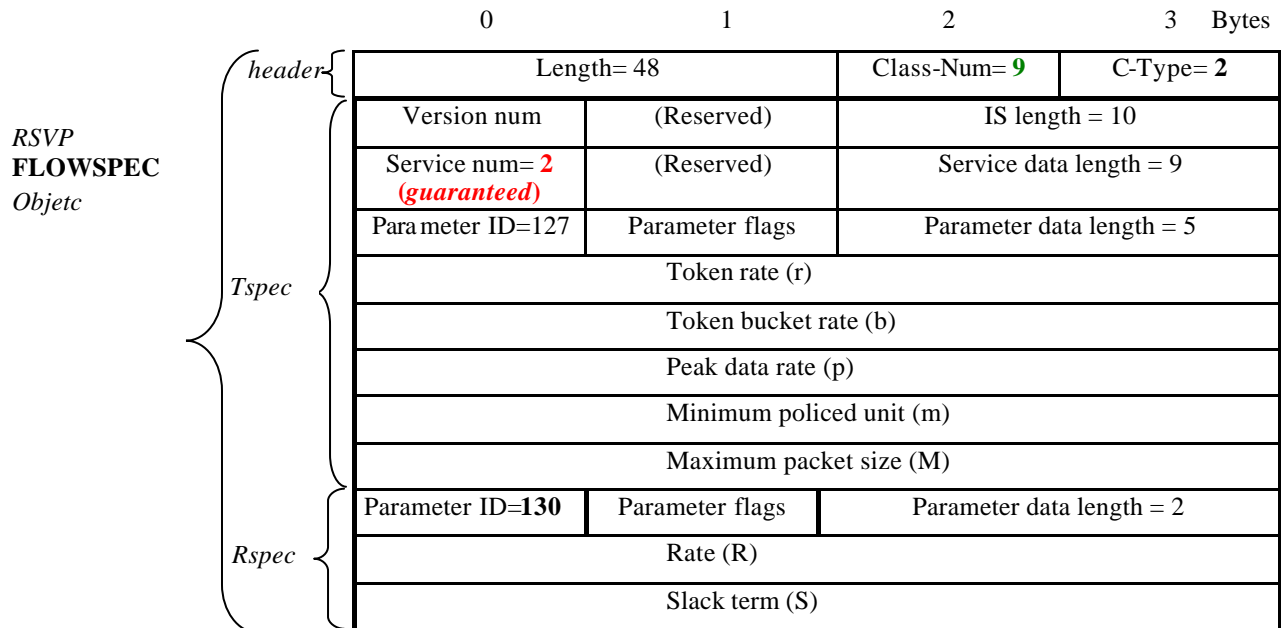 0 1 2 3 Bytes
header Length= 48 Class-Num= 9 C-Type= 2
RSVP
FLOWSPEC
Objetc
Tspec
Version num (Reserved) IS length = 10
Service num= 2 (Reserved) Service data length = 9
(guaranteed)
Parameter ID=127 Parameter flags Parameter data length = 5
Token rate (r)
Token bucket rate (b)
Peak data rate (p)
Minimum policed unit (m)
Maximum packet size (M)
Rspec
Parameter ID=130 Parameter flags Parameter data length = 2
Rate (R)
Slack term (S)